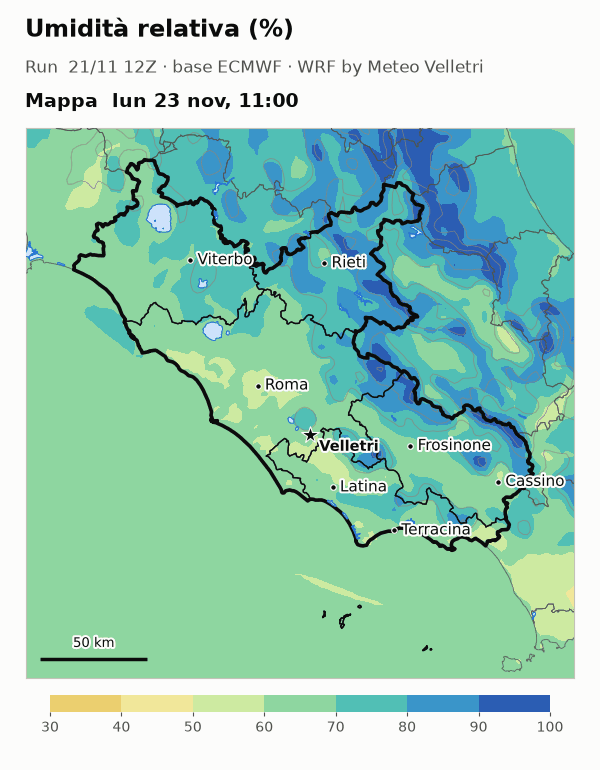 Umidità relativa (%)
Run 21/11 12Z · base ECMWF · WRF by Meteo Velletri
Mappa lun 23 nov, 11:00
Viterbo
Rieti
Roma
Velletri
Frosinone
Latina
Cassino
Terracina
50 km
30 40 50 60 70 80 90 100